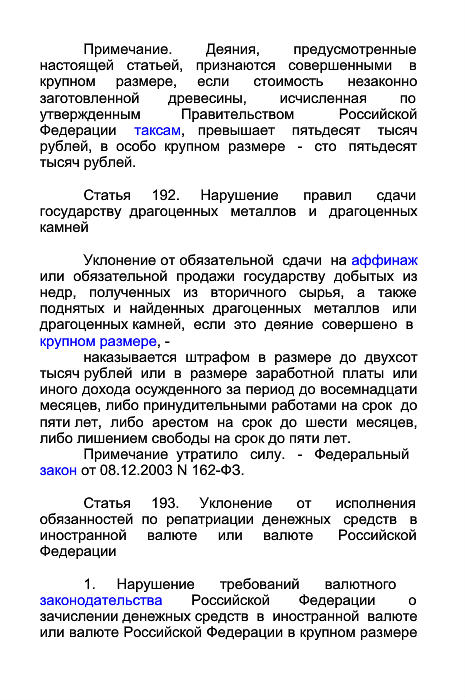 Примечание. Деяния, предусмотренные
настоящей статьей, признаются совершенными в
крупном размере, если стоимость незаконно
заготовленной древесины, исчисленная по
утвержденным Правительством Российской
Федерации таксам, превышает пятьдесят тысяч
рублей, в особо крупном размере - сто пятьдесят
тысяч рублей.
Статья 192. Нарушение правил сдачи
государству драгоценных металлов и драгоценных
камней
Уклонение от обязательной сдачи на аффинаж
или обязательной продажи государству добытых из
недр, полученных из вторичного сырья, а также
поднятых и найденных драгоценных металлов или
драгоценных камней, если это деяние совершено в
крупном размере, -
наказывается штрафом в размере до двухсот
тысяч рублей или в размере заработной платы или
иного дохода осужденного за период до восемнадцати
месяцев, либо принудительными работами на срок до
пяти лет, либо арестом на срок до шести месяцев,
либо лишением свободы на срок до пяти лет.
Примечание утратило силу. - Федеральный
закон от 08.12.2003 N 162-ФЗ.
Статья 193. Уклонение от исполнения
обязанностей по репатриации денежных средств в
иностранной валюте или валюте Российской
Федерации
1. Нарушение требований валютного
законодательства Российской Федерации о
зачислении денежных средств в иностранной валюте
или валюте Российской Федерации в крупном размере